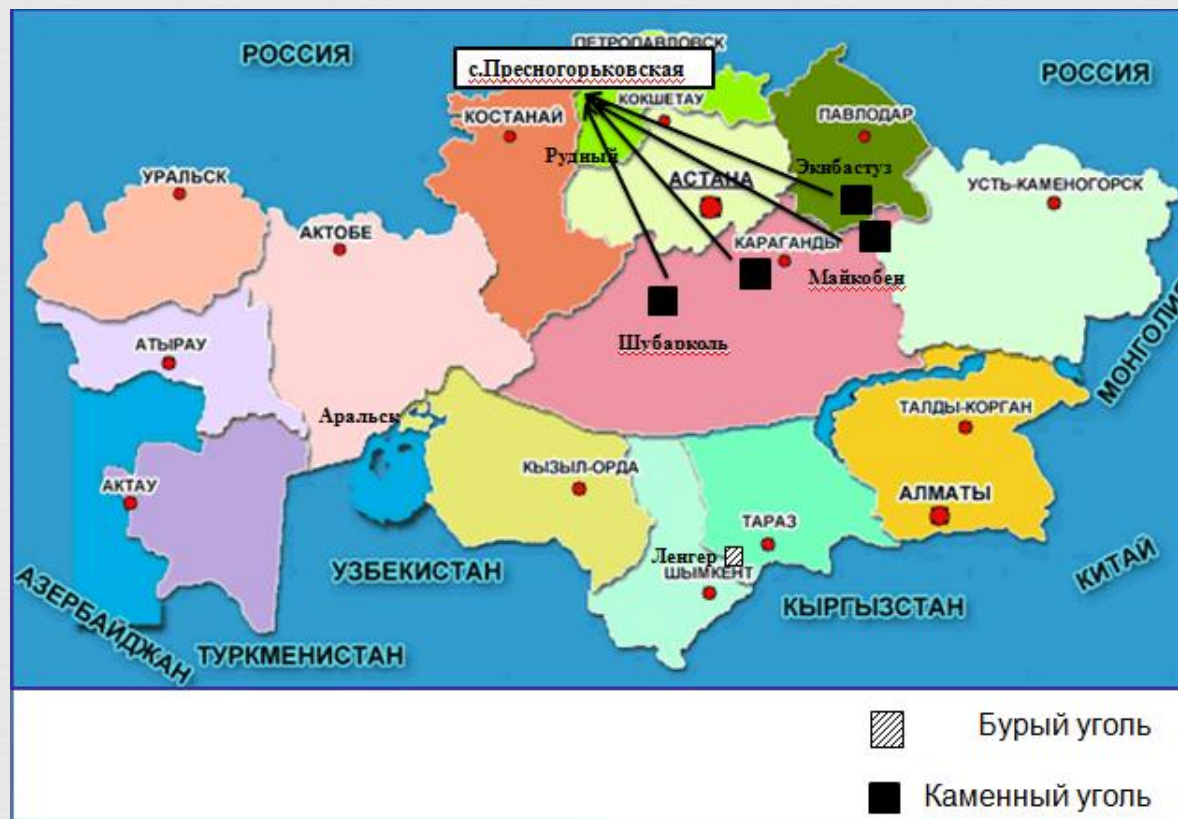 РОССИЯ
ПЕТРОПАВЛОВСК
с.Пресногорьковская
РОССИЯ
КОКШЕТАУ
КОСТАНАЙ
ПАВЛОДАР
Рудный
Экибастуз
УРАЛЬСК
АСТАНА
УСТЬ-КАМЕНОГОРСК
АКТОБЕ
КАРАГАНДЫ
Майкобен
Шубарколь
АТЫРАУ
МОНГОЛИЯ
Аральск
ТАЛДЫ-КОРГАН
КЫЗЫЛ-ОРДА
АКТАУ
АЛМАТЫ
ТАРАЗ
Ленгер
УЗБЕКИСТАН
ШЫМКЕНТ
КИТАЙ
КЫРГЫЗСТАН
АЗЕРБАЙДЖАН
ТУРКМЕНИСТАН
Бурый уголь
Каменный уголь